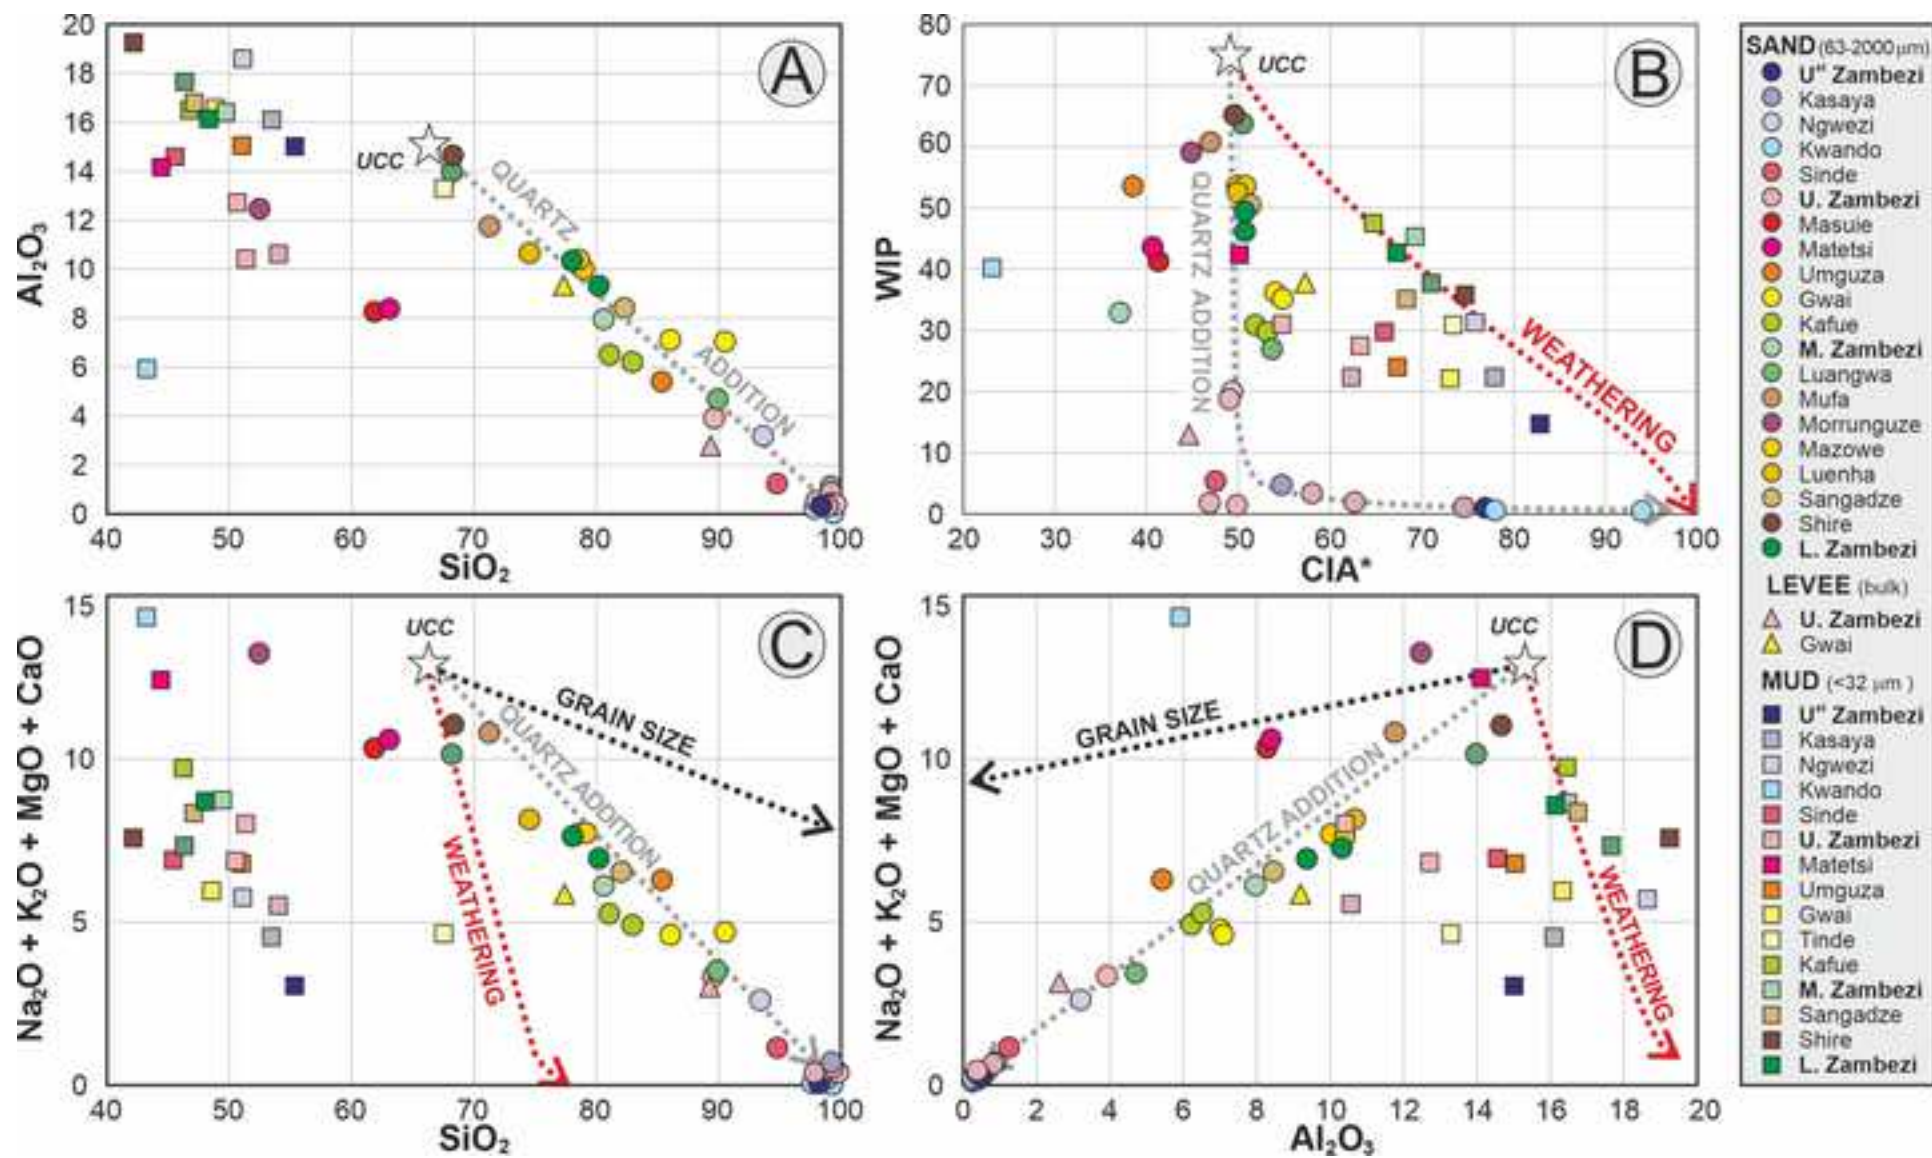 A
Al₂O₃
20
18
16
14
12
10
8
6
4
2
0
UCC
QUARTZ
ADDITION
40
50
60
70
80
90
100
SiO₂
B
WIP
80
70
60
50
40
30
20
10
0
UCC
QUARTZ ADDITION
WEATHERING
20
30
40
50
60
70
80
90
100
CIA*
C
Na₂O + K₂O + MgO + CaO
15
10
5
0
UCC
GRAIN SIZE
QUARTZ ADDITION
WEATHERING
40
50
60
70
80
90
100
SiO₂
D
Na₂O + K₂O + MgO + CaO
15
10
5
0
UCC
GRAIN SIZE
QUARTZ ADDITION
WEATHERING
0
2
4
6
8
10
12
14
16
18
20
Al₂O₃
SAND (63-2000μm)
U" Zambezi
Kasaya
Ngwezi
Kwando
Sinde
U. Zambezi
Masuie
Matetsi
Umguza
Gwai
Kafue
M. Zambezi
Luangwa
Mufa
Morrunguze
Mazowe
Luenha
Sangadze
Shire
L. Zambezi
LEVEE (bulk)
U. Zambezi
Gwai
MUD (<32 μm )
U" Zambezi
Kasaya
Ngwezi
Kwando
Sinde
U. Zambezi
Matetsi
Umguza
Gwai
Tinde
Kafue
M. Zambezi
Sangadze
Shire
L. Zambezi